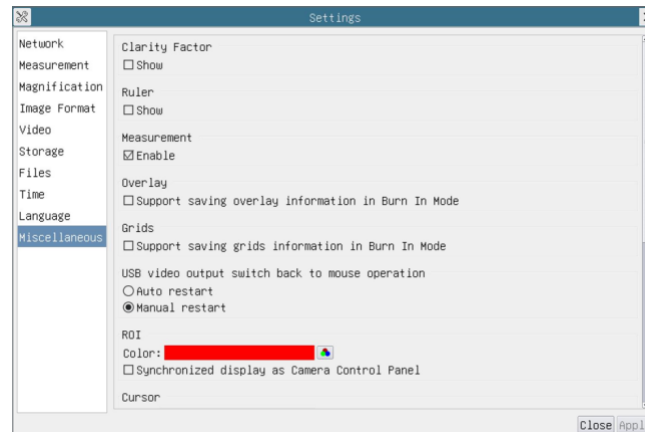 Settings
Network
Measurement
Magnification
Image Format
Video
Storage
Files
Time
Language
Miscellaneous
Clarity Factor
Show
Ruler
Show
Measurement
Enable
Overlay
Support saving overlay information in Burn In Mode
Grids
Support saving grids information in Burn In Mode
USB video output switch back to mouse operation
Auto restart
Manual restart
ROI
Color:
Synchronized display as Camera Control Panel
Cursor
Close Appl